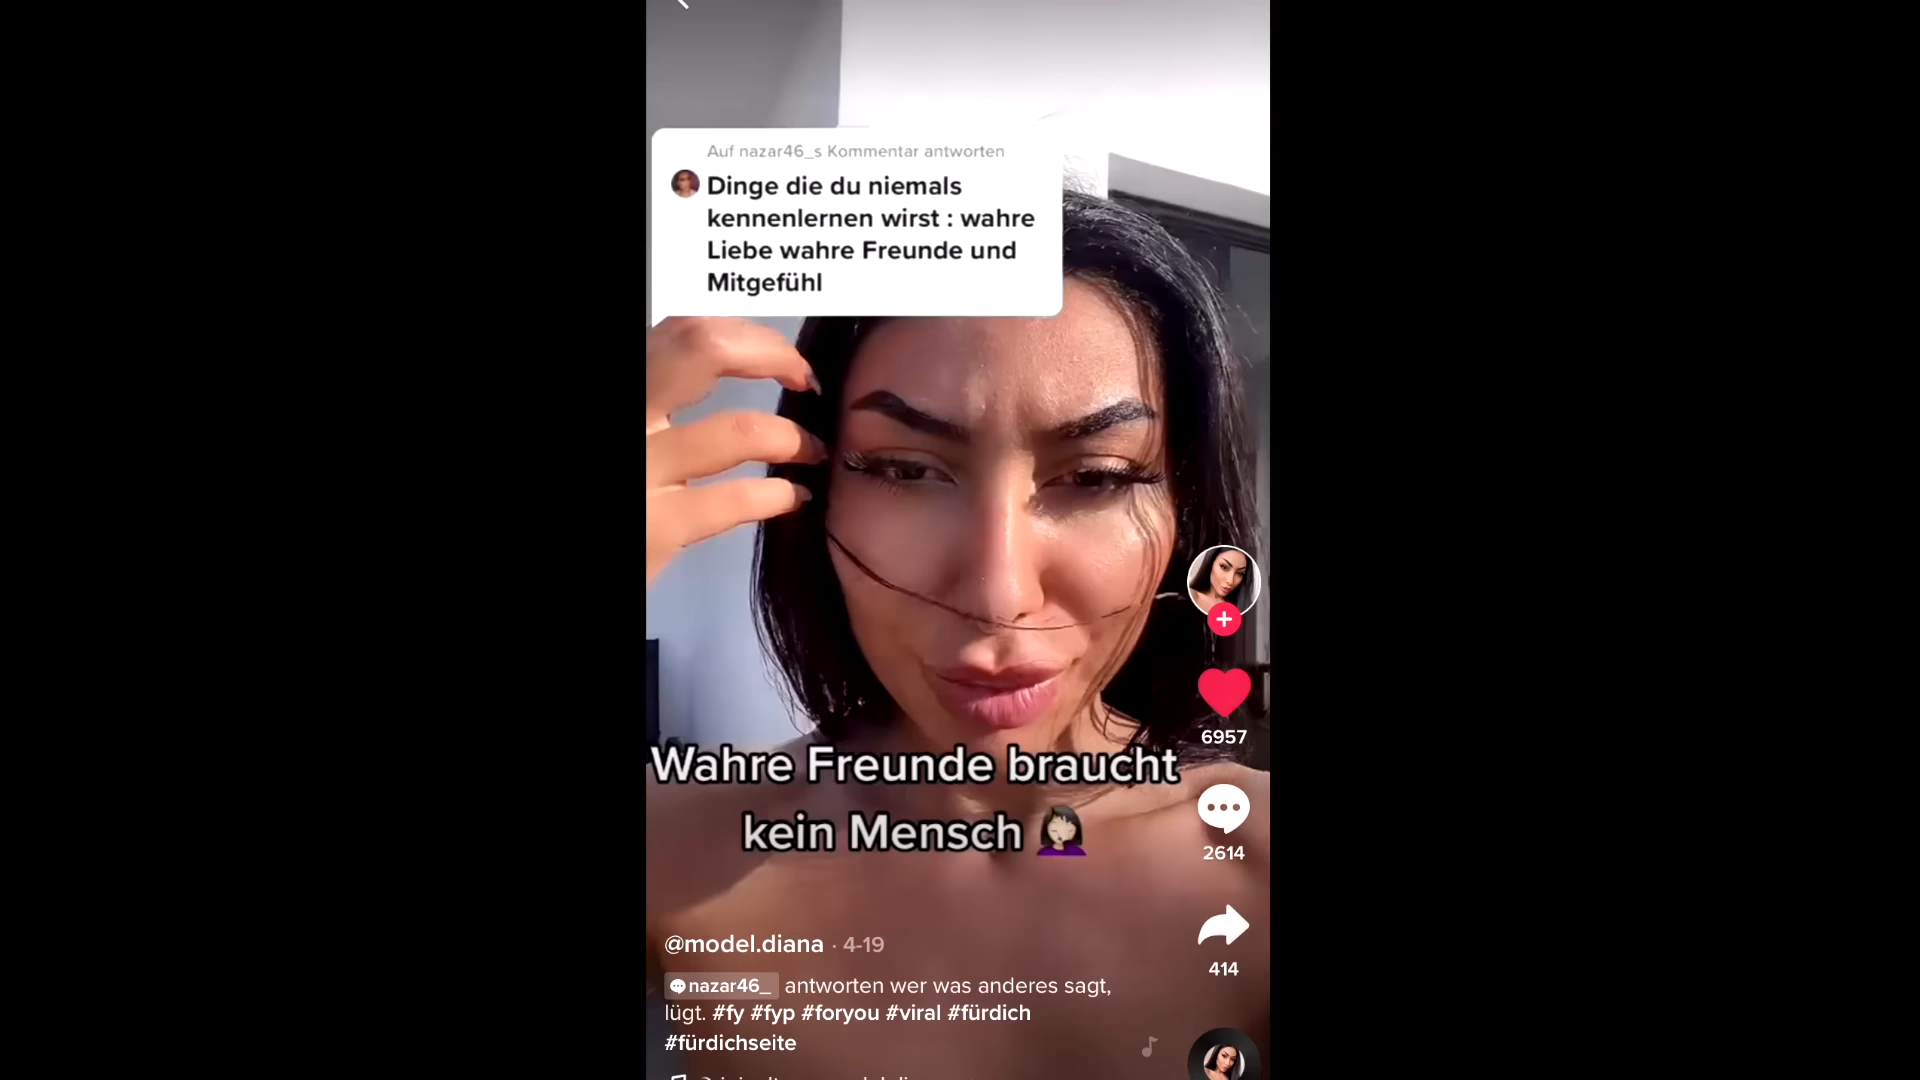 Auf nazar46_s Kommentar antworten
Dinge die du niemals
kennenlernen wirst : wahre
Liebe wahre Freunde und
Mitgefühl
Wahre Freunde braucht
kein Mensch 🤦🏻‍♀️
6957
2614
414
@model.diana · 4-19
nazar46_ antworten wer was anderes sagt,
lügt. #fy #fyp #foryou #viral #fürdich
#fürdichseite